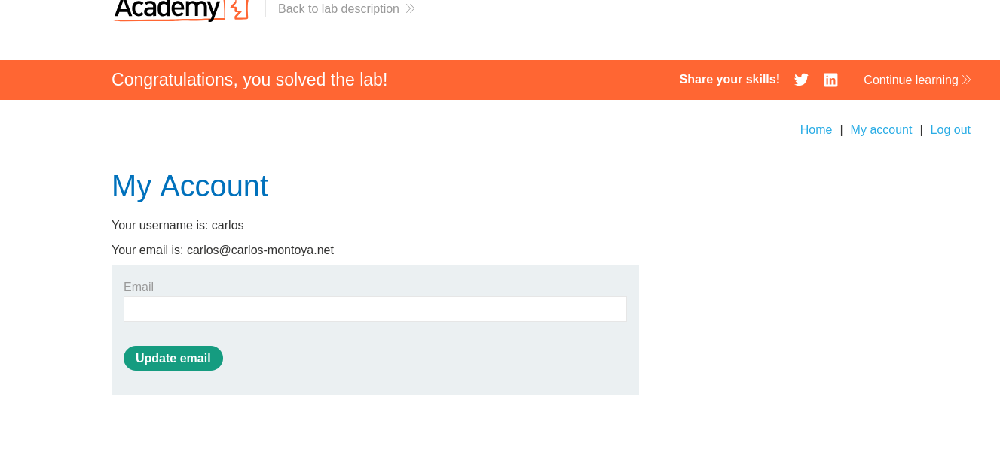 Academy
Back to lab description
Congratulations, you solved the lab!
Share your skills!
Continue learning
Home | My account | Log out
My Account
Your username is: carlos
Your email is: carlos@carlos-montoya.net
Email
Update email